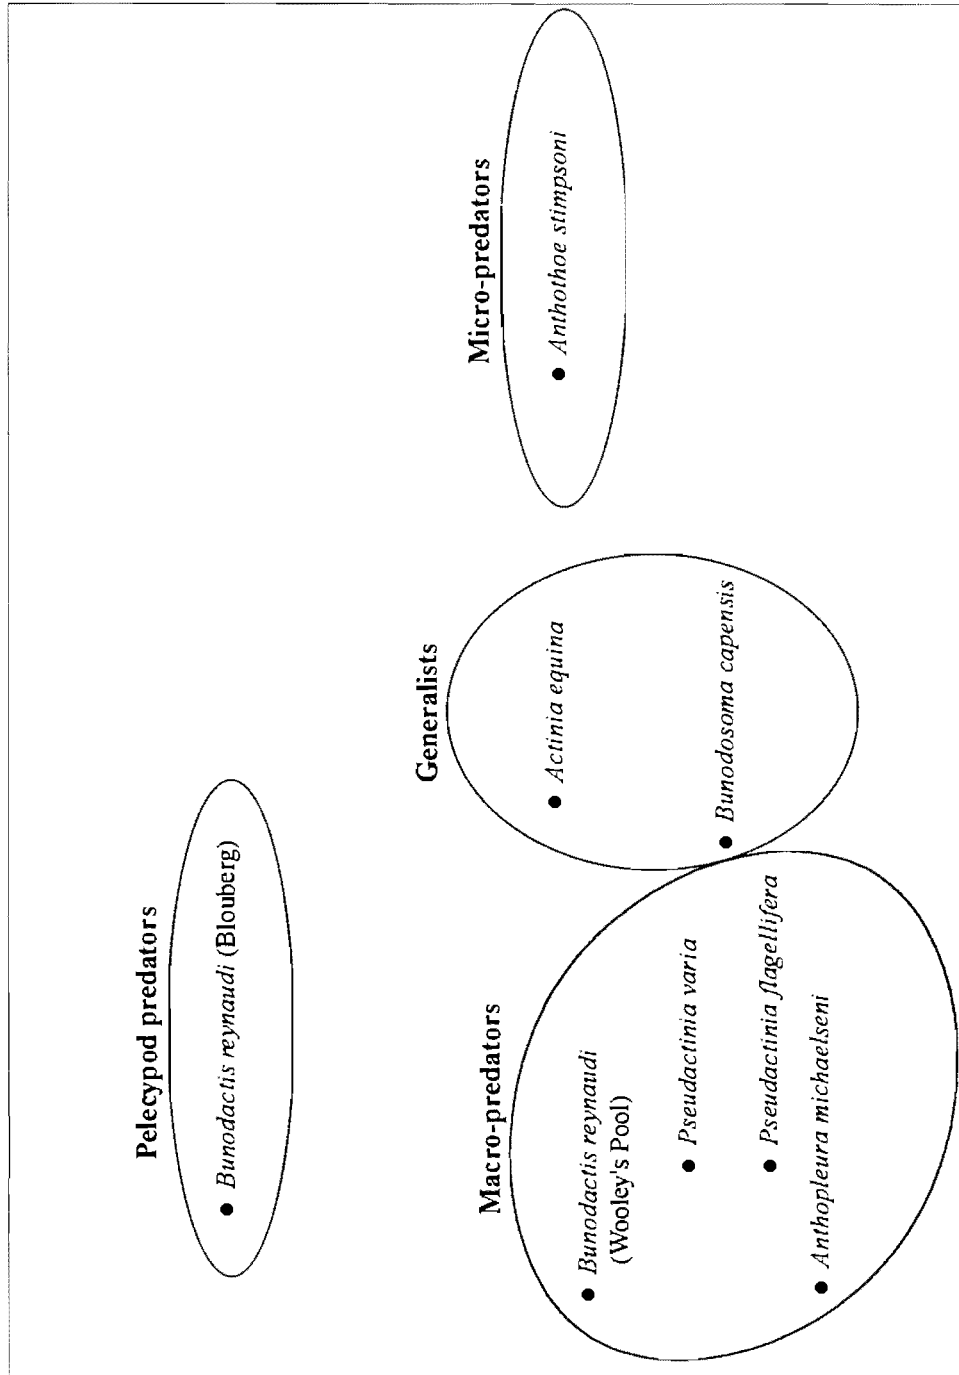 Pelecypod predators
Bunodactis reynaudi (Blouberg)
Macro-predators
Bunodactis reynaudi
(Wooley's Pool)
Pseudactinia varia
Pseudactinia flagellifera
Anthopleura michaelseni
Generalists
Actinia equina
Bunodosoma capensis
Micro-predators
Anthothoe stimpsoni